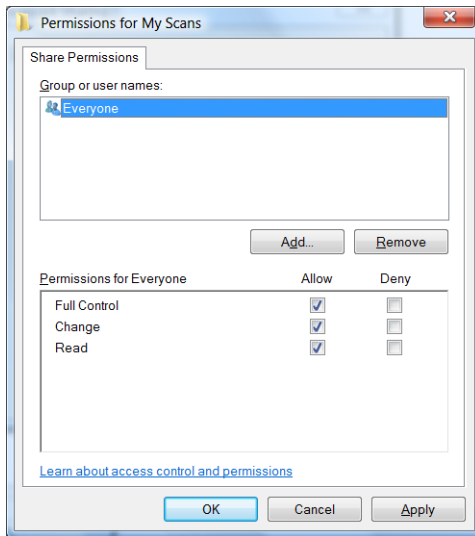 Permissions for My Scans
Share Permissions
Group or user names:
Everyone
Add... Remove
Permissions for Everyone Allow Deny
Full Control
Change
Read
Learn about access control and permissions
OK Cancel Apply